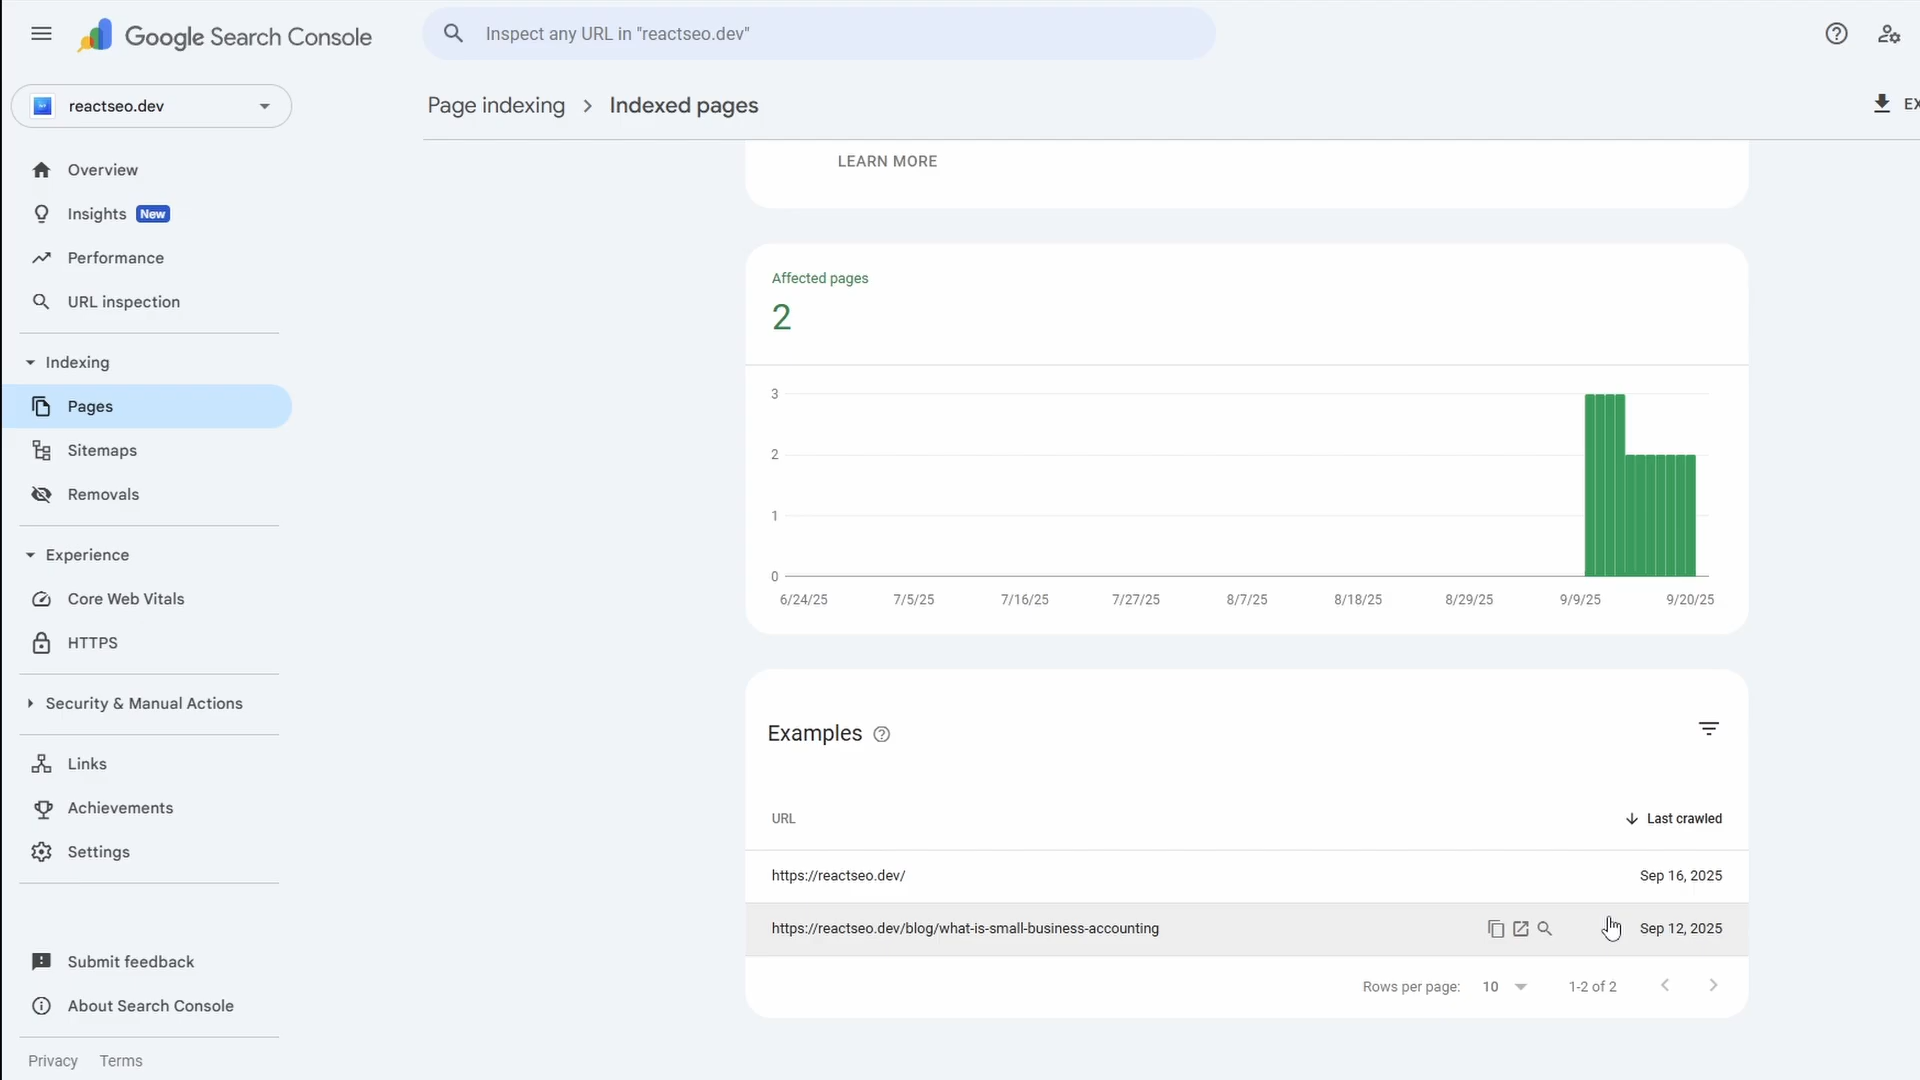 Google Search Console
Inspect any URL in "reactseo.dev"
reactseo.dev
Page indexing > Indexed pages
EX
Overview
Insights New
Performance
URL inspection
Indexing
Pages
Sitemaps
Removals
Experience
Core Web Vitals
HTTPS
Security & Manual Actions
Links
Achievements
Settings
Submit feedback
About Search Console
Privacy Terms
LEARN MORE
Affected pages
2
3
2
1
0
6/24/25 7/5/25 7/16/25 7/27/25 8/7/25 8/18/25 8/29/25 9/9/25 9/20/25
Examples
URL Last crawled
https://reactseo.dev/ Sep 16, 2025
https://reactseo.dev/blog/what-is-small-business-accounting Sep 12, 2025
Rows per page: 10 1-2 of 2